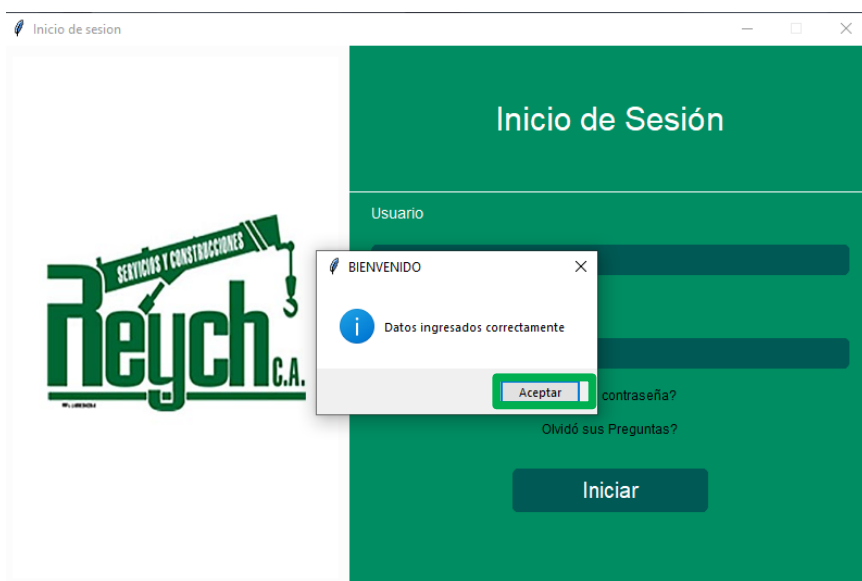 Inicio de sesion
Inicio de Sesión
Usuario
SERVICIOS Y CONSTRUCCIONES
Reych C.A.
BIENVENIDO
Datos ingresados correctamente
Aceptar
contraseña?
Olvidó sus Preguntas?
Iniciar